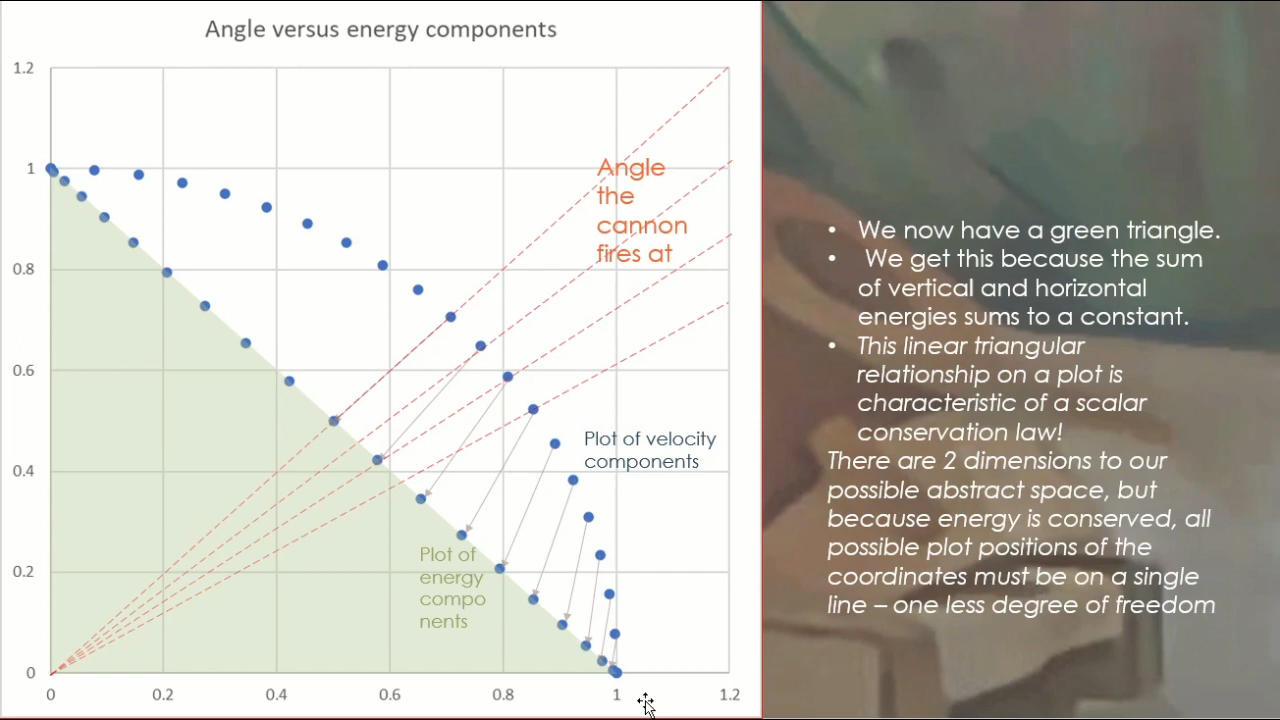 Angle versus energy components
1.2
1
0.8
0.6
0.4
0.2
0
0
0.2
0.4
0.6
0.8
1
1.2
Angle
the
cannon
fires at
Plot of velocity
components
Plot of
energy
compo
nents
• We now have a green triangle.
• We get this because the sum
of vertical and horizontal
energies sums to a constant.
• This linear triangular
relationship on a plot is
characteristic of a scalar
conservation law!
There are 2 dimensions to our
possible abstract space, but
because energy is conserved, all
possible plot positions of the
coordinates must be on a single
line – one less degree of freedom